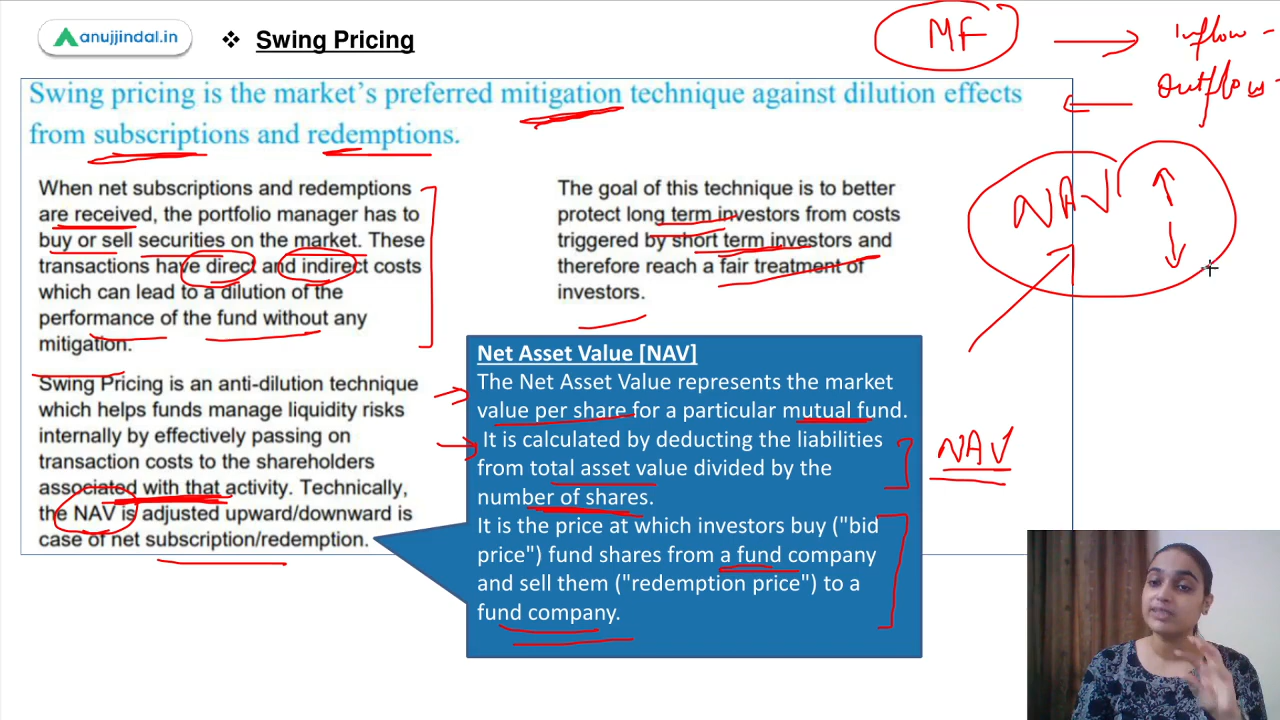 anujjindal.in
❖ Swing Pricing
MF
Inflow -
Outflow -
Swing pricing is the market's preferred mitigation technique against dilution effects
from subscriptions and redemptions.
When net subscriptions and redemptions
are received, the portfolio manager has to
buy or sell securities on the market. These
transactions have direct and indirect costs
which can lead to a dilution of the
performance of the fund without any
mitigation.
Swing Pricing is an anti-dilution technique
which helps funds manage liquidity risks
internally by effectively passing on
transaction costs to the shareholders
associated with that activity. Technically,
the NAV is adjusted upward/downward is
case of net subscription/redemption.
The goal of this technique is to better
protect long term investors from costs
triggered by short term investors and
therefore reach a fair treatment of
investors.
NAV
Net Asset Value [NAV]
The Net Asset Value represents the market
value per share for a particular mutual fund.
It is calculated by deducting the liabilities
from total asset value divided by the
number of shares.
It is the price at which investors buy ("bid
price") fund shares from a fund company
and sell them ("redemption price") to a
fund company.
NAV